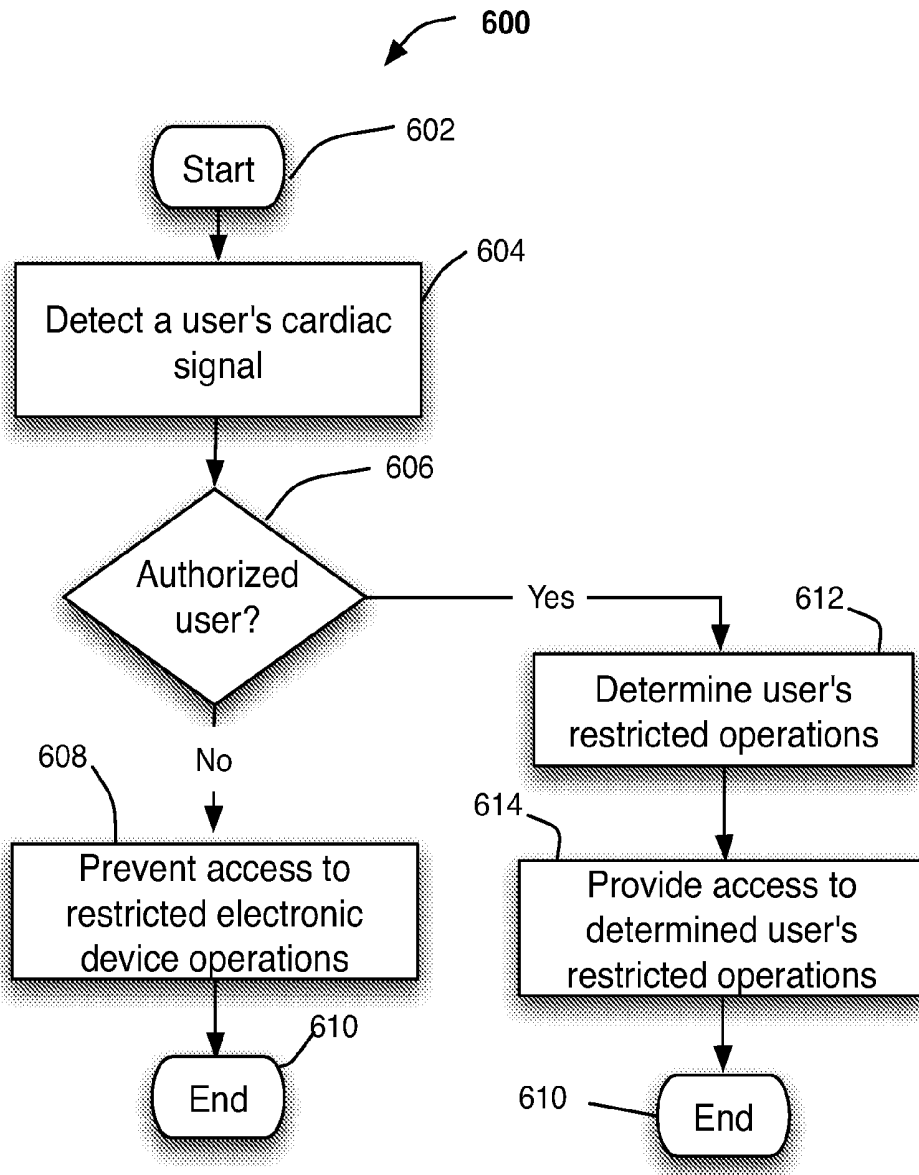 600
602
Start
604
Detect a user's cardiac
signal
606
Authorized
user?
Yes
612
Determine user's
restricted operations
No
608
614
Prevent access to
restricted electronic
device operations
Provide access to
determined user's
restricted operations
610
End
610
End